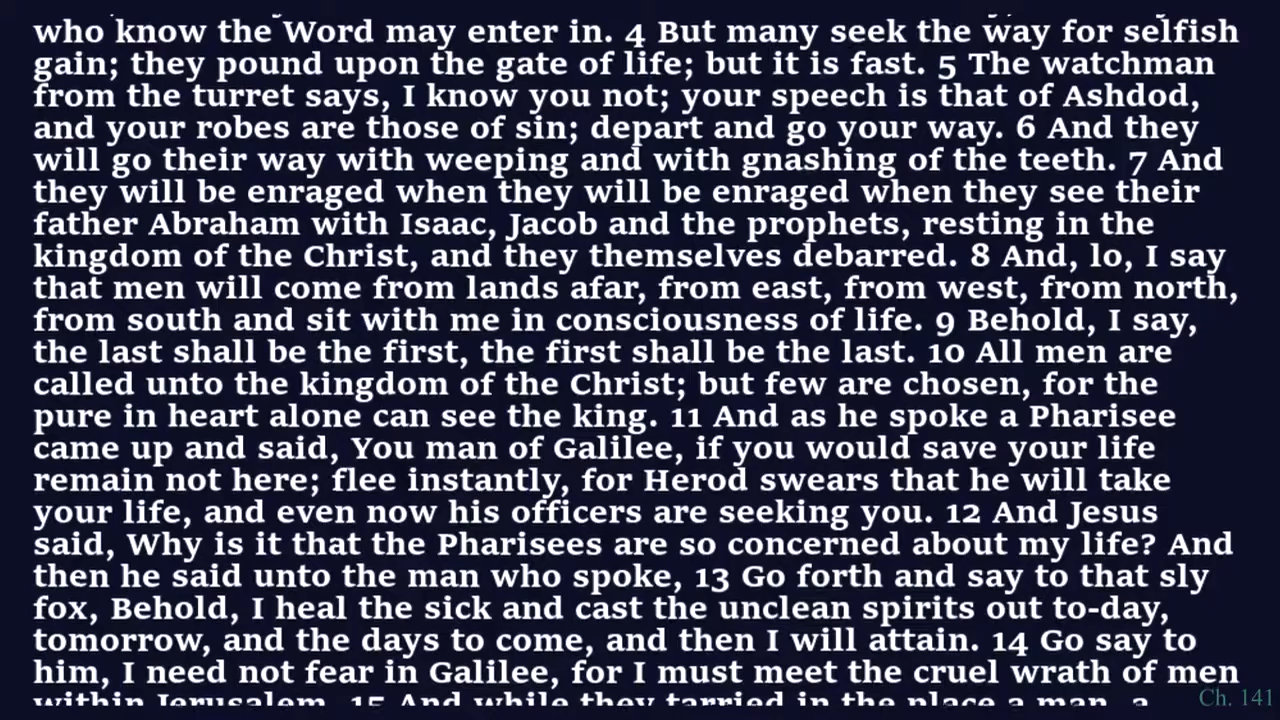 who know the Word may enter in. 4 But many seek the way for selfish
gain; they pound upon the gate of life; but it is fast. 5 The watchman
from the turret says, I know you not; your speech is that of Ashdod,
and your robes are those of sin; depart and go your way. 6 And they
will go their way with weeping and with gnashing of the teeth. 7 And
they will be enraged when they will be enraged when they see their
father Abraham with Isaac, Jacob and the prophets, resting in the
kingdom of the Christ, and they themselves debarred. 8 And, lo, I say
that men will come from lands afar, from east, from west, from north,
from south and sit with me in consciousness of life. 9 Behold, I say,
the last shall be the first, the first shall be the last. 10 All men are
called unto the kingdom of the Christ; but few are chosen, for the
pure in heart alone can see the king. 11 And as he spoke a Pharisee
came up and said, You man of Galilee, if you would save your life
remain not here; flee instantly, for Herod swears that he will take
your life, and even now his officers are seeking you. 12 And Jesus
said, Why is it that the Pharisees are so concerned about my life? And
then he said unto the man who spoke, 13 Go forth and say to that sly
fox, Behold, I heal the sick and cast the unclean spirits out to-day,
tomorrow, and the days to come, and then I will attain. 14 Go say to
him, I need not fear in Galilee, for I must meet the cruel wrath of men
within Jerusalem. 15 And while they tarried in the place a man, a
Ch. 141